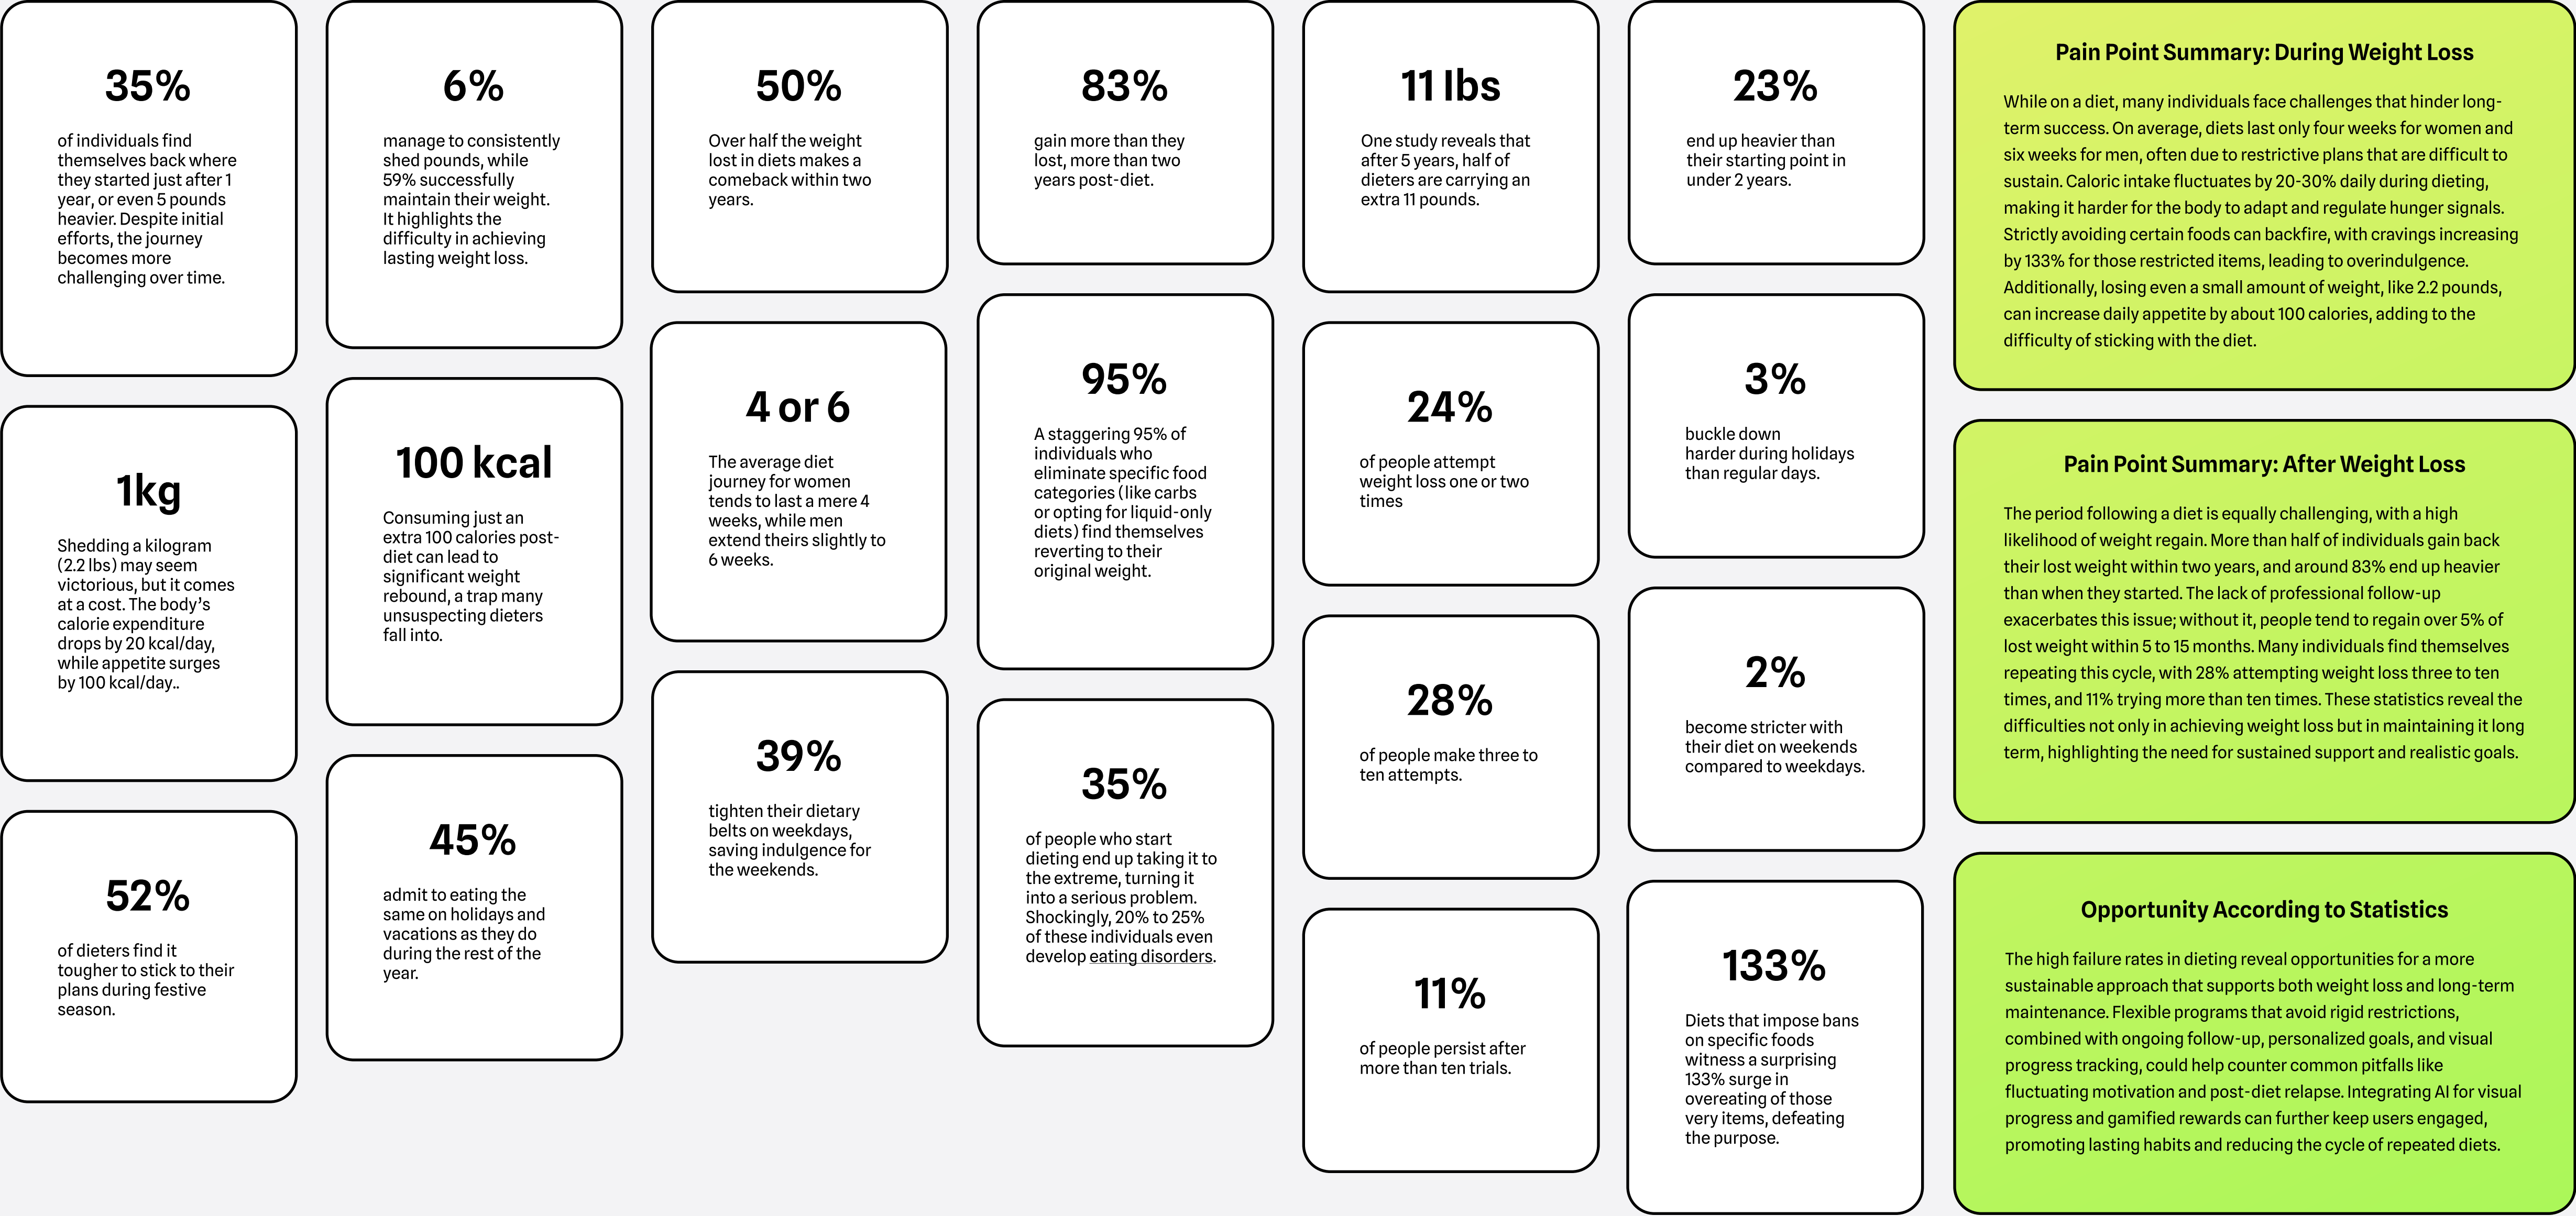 35%
of individuals find
themselves back where
they started just after 1
year, or even 5 pounds
heavier. Despite initial
efforts, the journey
becomes more
challenging over time.
1kg
Shedding a kilogram
(2.2 lbs) may seem
victorious, but it comes
at a cost. The body's
calorie expenditure
drops by 20 kcal/day,
while appetite surges
by 100 kcal/day..
52%
of dieters find it
tougher to stick to their
plans during festive
season.
6%
manage to consistently
shed pounds, while
59% successfully
maintain their weight.
It highlights the
difficulty in achieving
lasting weight loss.
100 kcal
Consuming just an
extra 100 calories post-
diet can lead to
significant weight
rebound, a trap many
unsuspecting dieters
fall into.
45%
admit to eating the
same on holidays and
vacations as they do
during the rest of the
year.
50%
Over half the weight
lost in diets makes a
comeback within two
years.
4 or 6
The average diet
journey for women
tends to last a mere 4
weeks, while men
extend theirs slightly to
6 weeks.
39%
tighten their dietary
belts on weekdays,
saving indulgence for
the weekends.
83%
gain more than they
lost, more than two
years post-diet.
95%
A staggering 95% of
individuals who
eliminate specific food
categories (like carbs
or opting for liquid-only
diets) find themselves
reverting to their
original weight.
35%
of people who start
dieting end up taking it to
the extreme, turning it
into a serious problem.
Shockingly, 20% to 25%
of these individuals even
develop eating disorders.
11 Ibs
One study reveals that
after 5 years, half of
dieters are carrying an
extra 11 pounds.
24%
of people attempt
weight loss one or two
times
28%
of people make three to
ten attempts.
11%
of people persist after
more than ten trials.
23%
end up heavier than
their starting point in
under 2 years.
3%
buckle down
harder during holidays
than regular days.
2%
become stricter with
their diet on weekends
compared to weekdays.
133%
Diets that impose bans
on specific foods
witness a surprising
133% surge in
overeating of those
very items, defeating
the purpose.
Pain Point Summary: During Weight Loss
While on a diet, many individuals face challenges that hinder long-
term success. On average, diets last only four weeks for women and
six weeks for men, often due to restrictive plans that are difficult to
sustain. Caloric intake fluctuates by 20-30% daily during dieting,
making it harder for the body to adapt and regulate hunger signals.
Strictly avoiding certain foods can backfire, with cravings increasing
by 133% for those restricted items, leading to overindulgence.
Additionally, losing even a small amount of weight, like 2.2 pounds,
can increase daily appetite by about 100 calories, adding to the
difficulty of sticking with the diet.
Pain Point Summary: After Weight Loss
The period following a diet is equally challenging, with a high
likelihood of weight regain. More than half of individuals gain back
their lost weight within two years, and around 83% end up heavier
than when they started. The lack of professional follow-up
exacerbates this issue; without it, people tend to regain over 5% of
lost weight within 5 to 15 months. Many individuals find themselves
repeating this cycle, with 28% attempting weight loss three to ten
times, and 11% trying more than ten times. These statistics reveal the
difficulties not only in achieving weight loss but in maintaining it long
term, highlighting the need for sustained support and realistic goals.
Opportunity According to Statistics
The high failure rates in dieting reveal opportunities for a more
sustainable approach that supports both weight loss and long-term
maintenance. Flexible programs that avoid rigid restrictions,
combined with ongoing follow-up, personalized goals, and visual
progress tracking, could help counter common pitfalls like
fluctuating motivation and post-diet relapse. Integrating AI for visual
progress and gamified rewards can further keep users engaged,
promoting lasting habits and reducing the cycle of repeated diets.